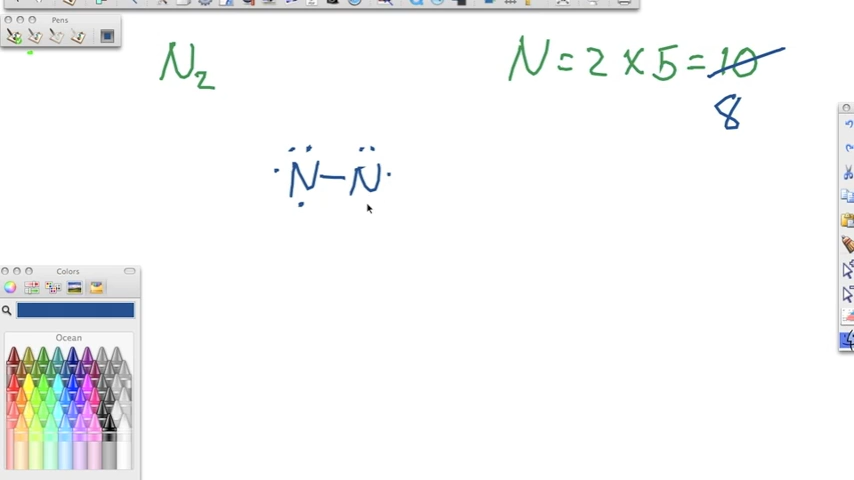 Pens
N₂
N = 2 × 5 = 10
8
N–N
Colors
Ocean